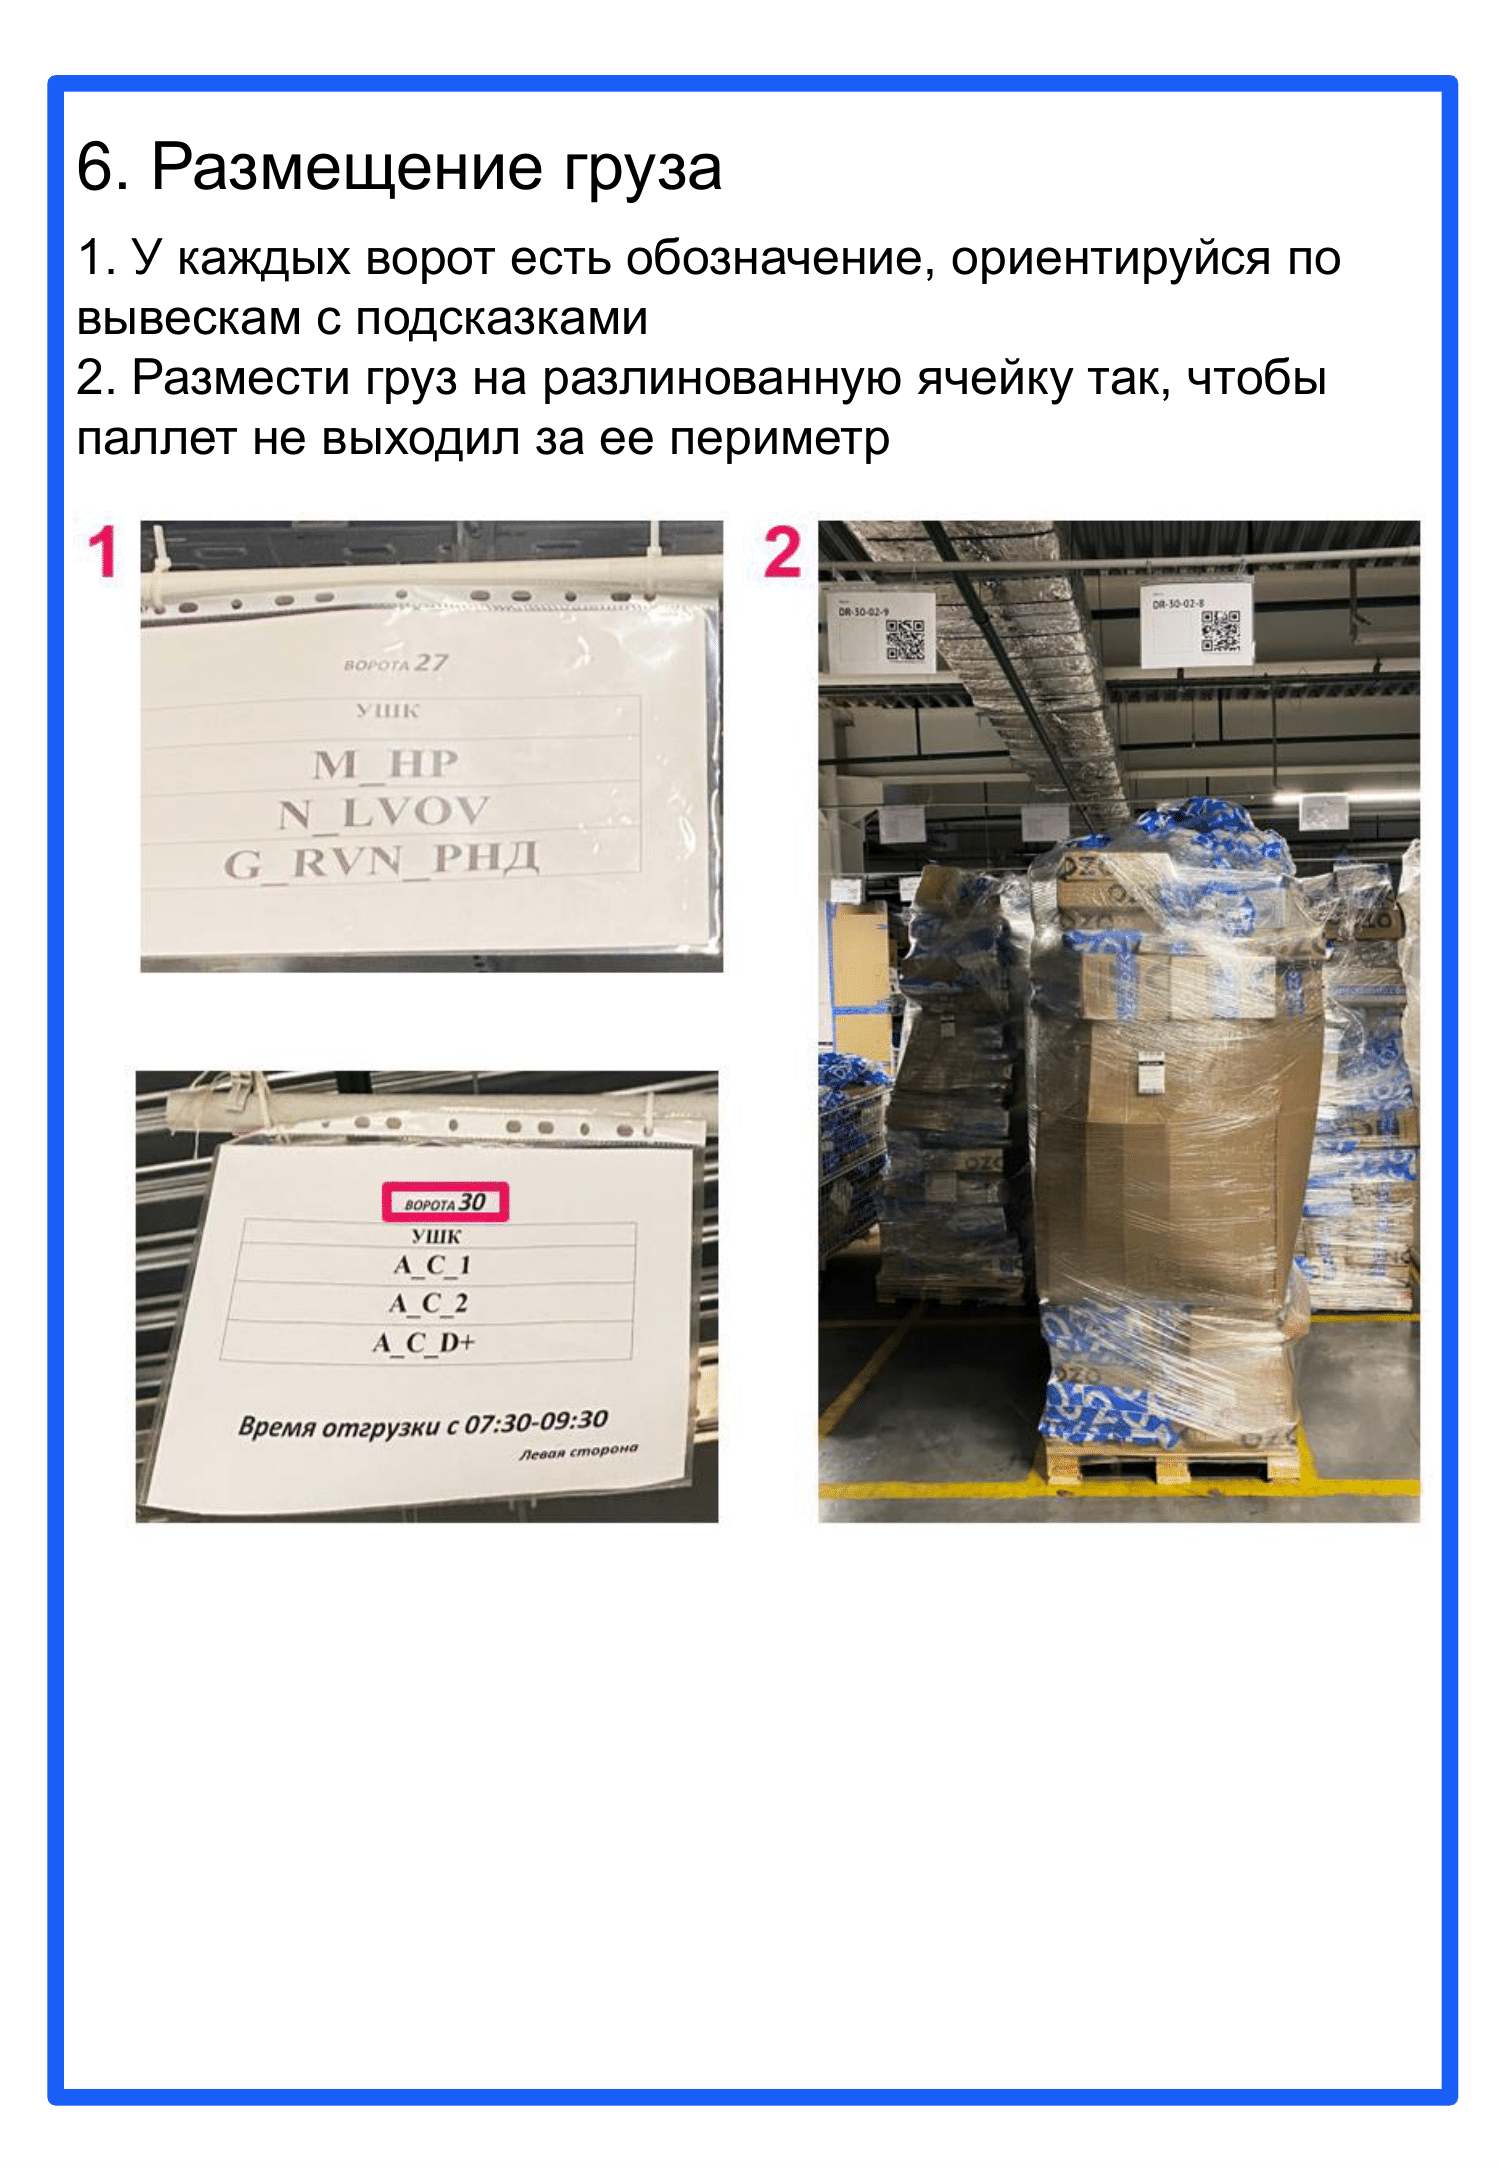 6. Размещение груза
1. У каждых ворот есть обозначение, ориентируйся по
вывескам с подсказками
2. Размести груз на разлинованную ячейку так, чтобы
паллет не выходил за ее периметр
1
ВОРОТА 27
УШК
M_HP
N_LVOV
G_RVN_РНД
ВОРОТА 30
УШК
A_C_1
A_C_2
A_C_D+
Время отгрузки с 07:30-09:30
Левая сторона
2
DR-30-02-9
DR-30-02-8
OZO
OZO